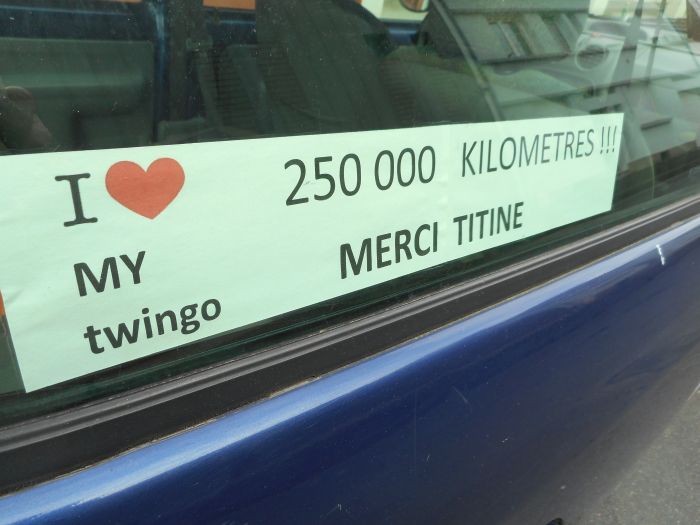 I ❤ MY twingo
250 000 KILOMETRES !!!
MERCI TITINE